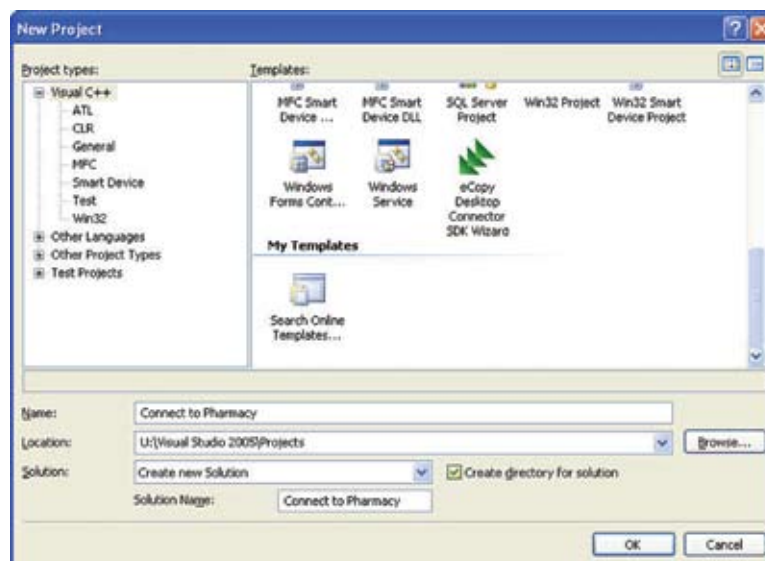 New Project
Project types:
Templates:
Visual C++
ATL
CLR
General
MFC
Smart Device
Test
Win32
Other Languages
Other Project Types
Test Projects
MFC Smart Device ...
MFC Smart Device DLL
SQL Server Project
Win32 Project
Win32 Smart Device Project
Windows Forms Cont...
Windows Service
eCopy Desktop Connector SDK Wizard
My Templates
Search Online Templates...
Name:
Connect to Pharmacy
Location:
U:\Visual Studio 2005\Projects
Browse...
Solution:
Create new Solution
Create directory for solution
Solution Name:
Connect to Pharmacy
OK
Cancel